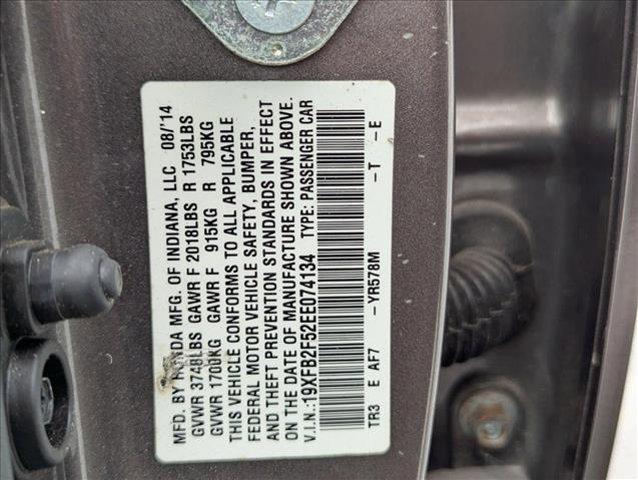 MFD. BY HONDA MFG. OF INDIANA, LLC 08/'14
GVWR 3748LBS GAWR F 2018LBS R 1753LBS
GVWR 1700KG GAWR F 915KG R 795KG
THIS VEHICLE CONFORMS TO ALL APPLICABLE
FEDERAL MOTOR VEHICLE SAFETY, BUMPER,
AND THEFT PREVENTION STANDARDS IN EFFECT
ON THE DATE OF MANUFACTURE SHOWN ABOVE.
V.I.N.:19XFB2F52EE074134 TYPE: PASSENGER CAR
TR3 E AF7 -YR578M -T -E